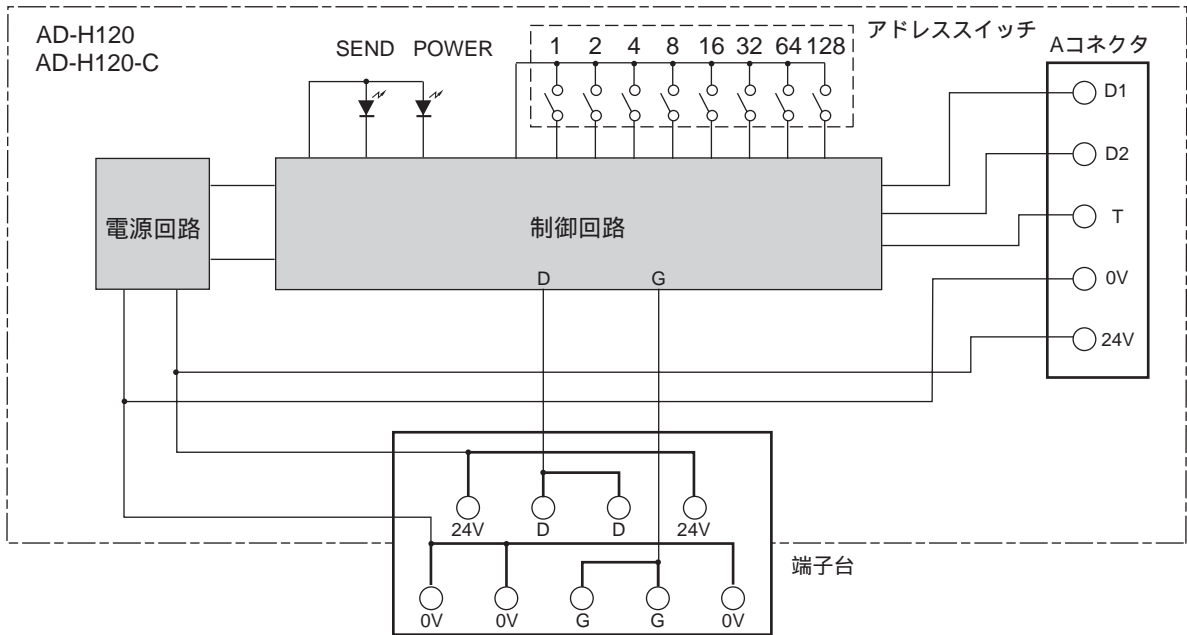 AD-H120
AD-H120-C
SEND POWER
1 2 4 8 16 32 64 128
アドレススイッチ
Aコネクタ
D1
D2
T
0V
24V
電源回路
制御回路
D G
24V D D 24V
0V 0V G G 0V
端子台